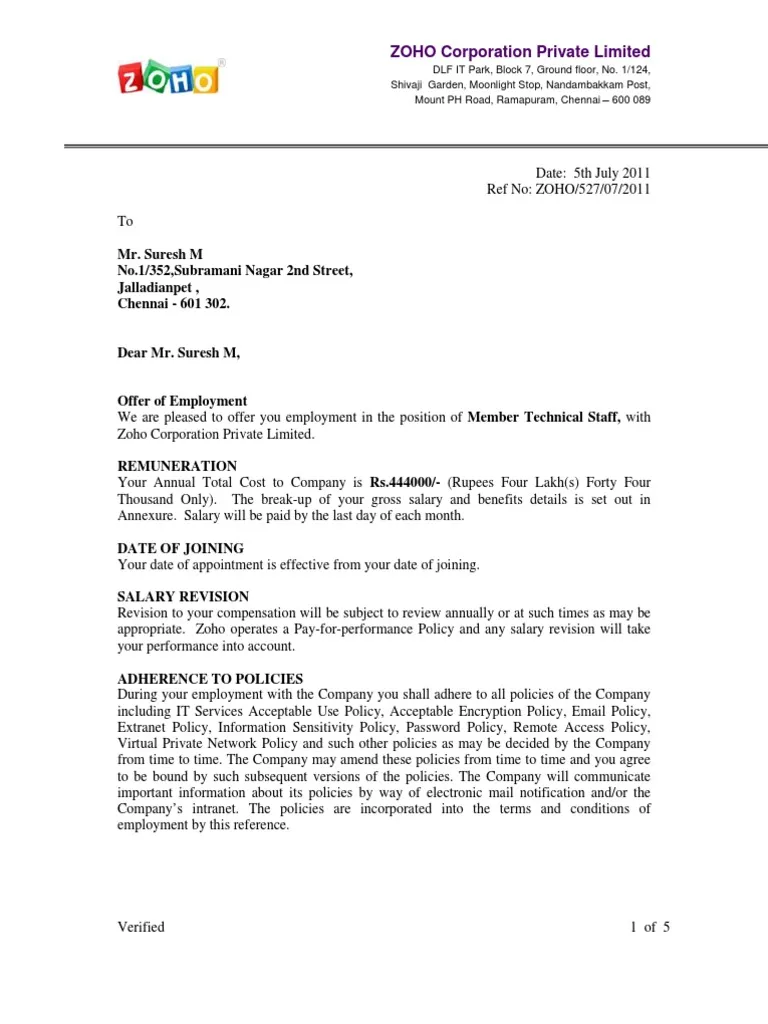 ZOHO Corporation Private Limited
ZOHO®
DLF IT Park, Block 7, Ground floor, No. 1/124,
Shivaji Garden, Moonlight Stop, Nandambakkam Post,
Mount PH Road, Ramapuram, Chennai – 600 089
Date: 5th July 2011
Ref No: ZOHO/527/07/2011
To
Mr. Suresh M
No.1/352,Subramani Nagar 2nd Street,
Jalladianpet ,
Chennai - 601 302.
Dear Mr. Suresh M,
Offer of Employment
We are pleased to offer you employment in the position of Member Technical Staff, with
Zoho Corporation Private Limited.
REMUNERATION
Your Annual Total Cost to Company is Rs.444000/- (Rupees Four Lakh(s) Forty Four
Thousand Only). The break-up of your gross salary and benefits details is set out in
Annexure. Salary will be paid by the last day of each month.
DATE OF JOINING
Your date of appointment is effective from your date of joining.
SALARY REVISION
Revision to your compensation will be subject to review annually or at such times as may be
appropriate. Zoho operates a Pay-for-performance Policy and any salary revision will take
your performance into account.
ADHERENCE TO POLICIES
During your employment with the Company you shall adhere to all policies of the Company
including IT Services Acceptable Use Policy, Acceptable Encryption Policy, Email Policy,
Extranet Policy, Information Sensitivity Policy, Password Policy, Remote Access Policy,
Virtual Private Network Policy and such other policies as may be decided by the Company
from time to time. The Company may amend these policies from time to time and you agree
to be bound by such subsequent versions of the policies. The Company will communicate
important information about its policies by way of electronic mail notification and/or the
Company's intranet. The policies are incorporated into the terms and conditions of
employment by this reference.
Verified
1 of 5